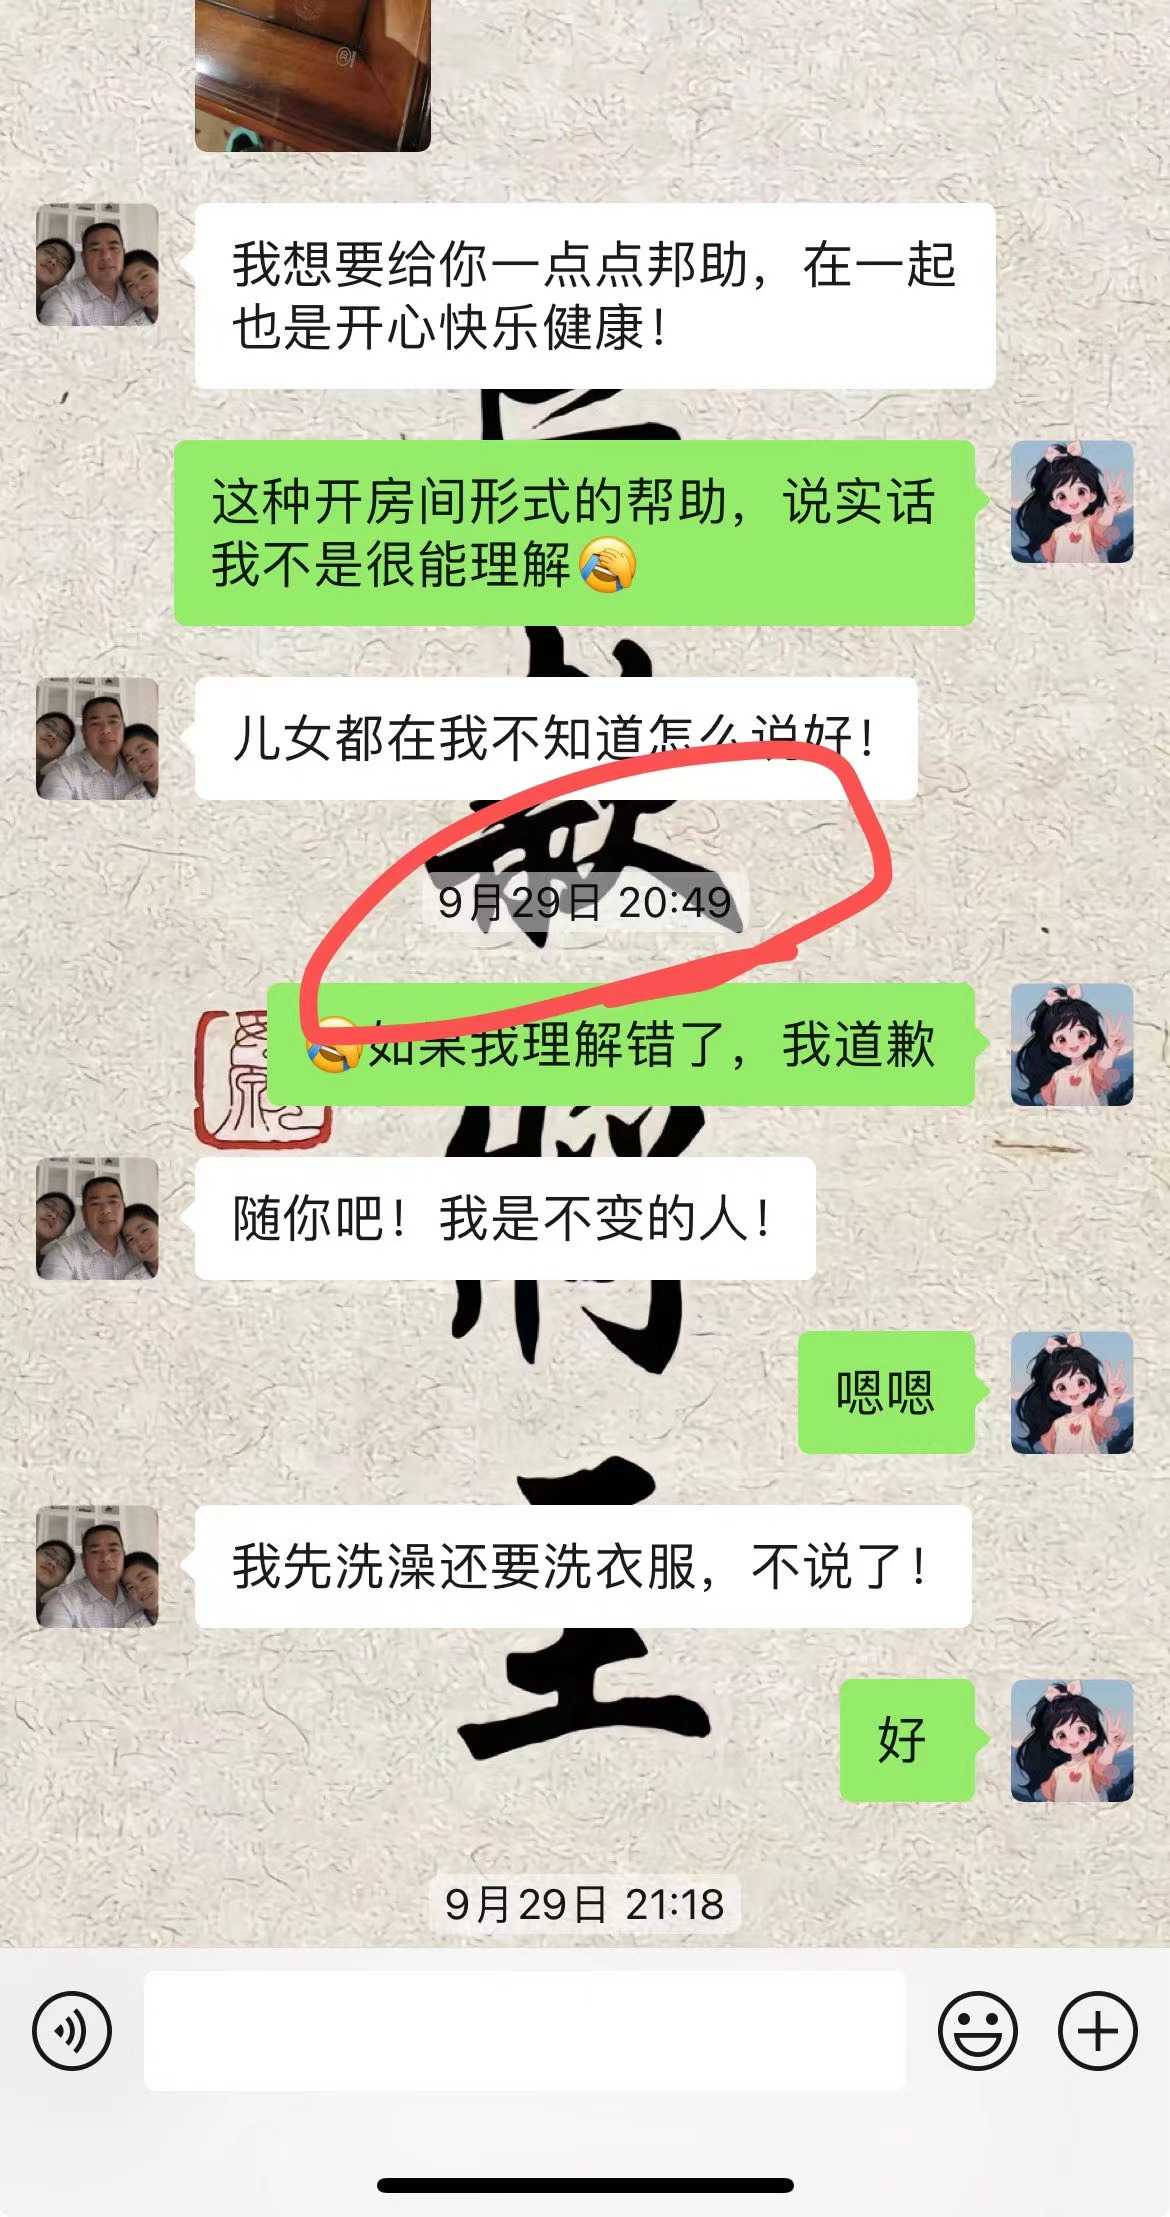 我想要给你一点点邦助，在一起
也是开心快乐健康！
这种开房间形式的帮助，说实话
我不是很能理解🤦
儿女都在我不知道怎么说好！
9月29日 20:49
🤦如果我理解错了，我道歉
随你吧！我是不变的人！
嗯嗯
我先洗澡还要洗衣服，不说了！
好
9月29日 21:18